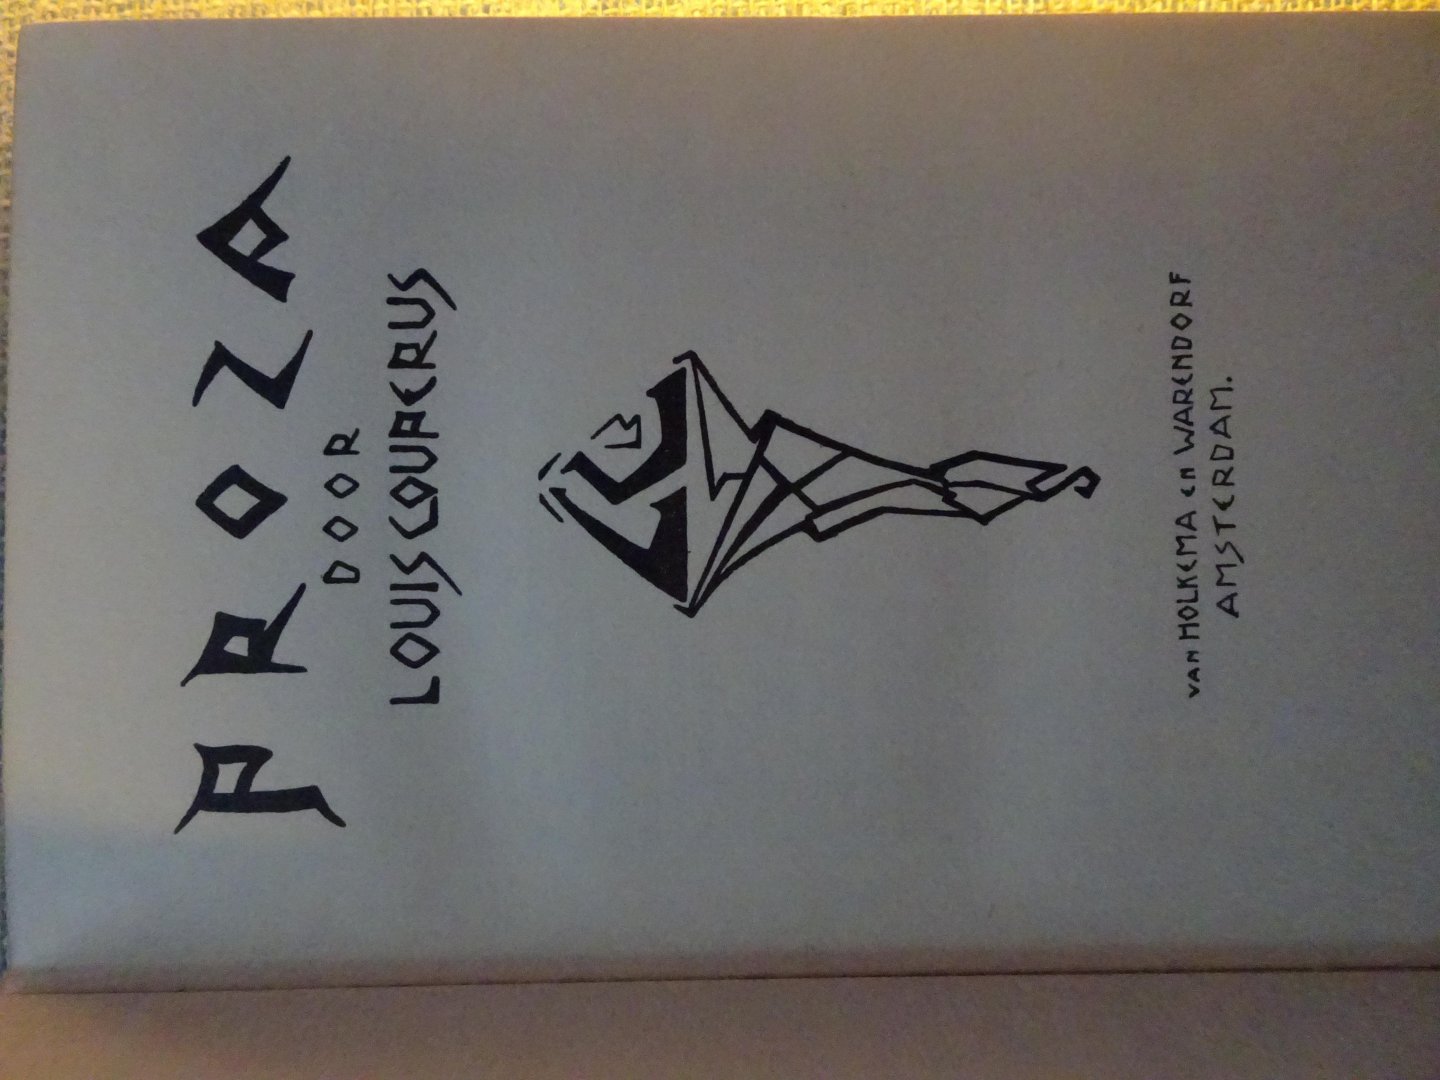 PROZA
DOOR
LOUIS COUPERUS
VAN HOLKEMA EN WARENDORF
AMSTERDAM.